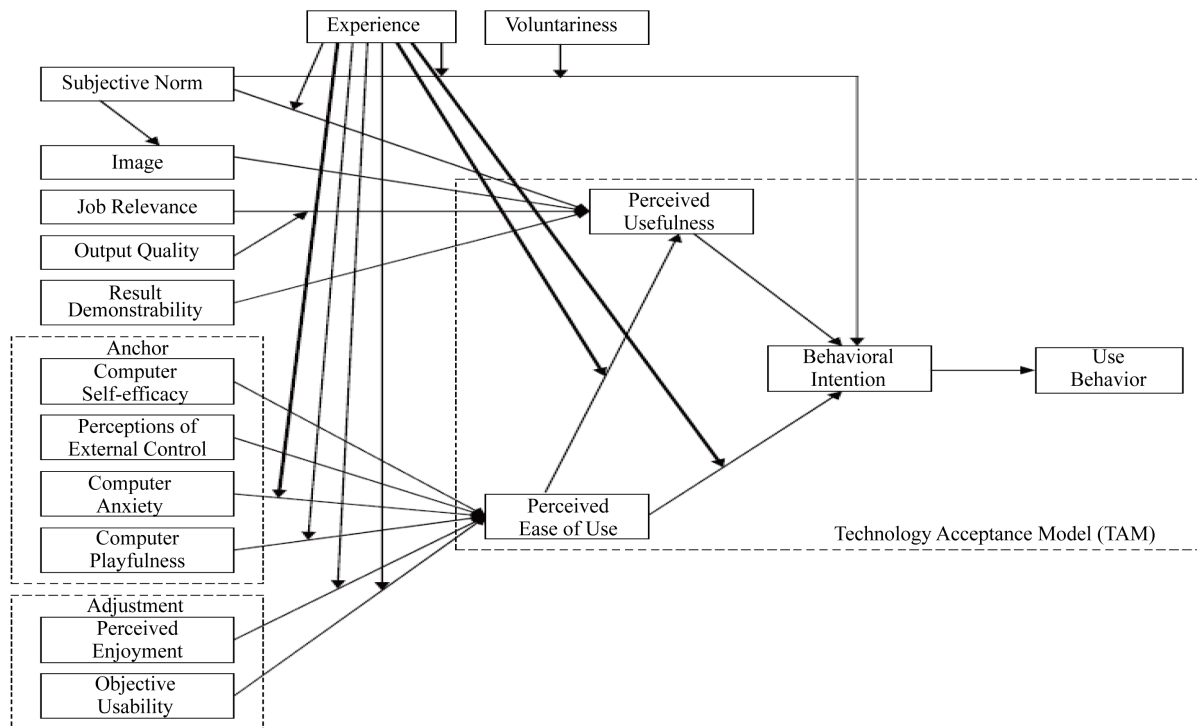 Experience
Voluntariness
Subjective Norm
Image
Job Relevance
Output Quality
Result
Demonstrability
Perceived
Usefulness
Anchor
Computer
Self-efficacy
Perceptions of
External Control
Computer
Anxiety
Computer
Playfulness
Behavioral
Intention
Use
Behavior
Perceived
Ease of Use
Technology Acceptance Model (TAM)
Adjustment
Perceived
Enjoyment
Objective
Usability